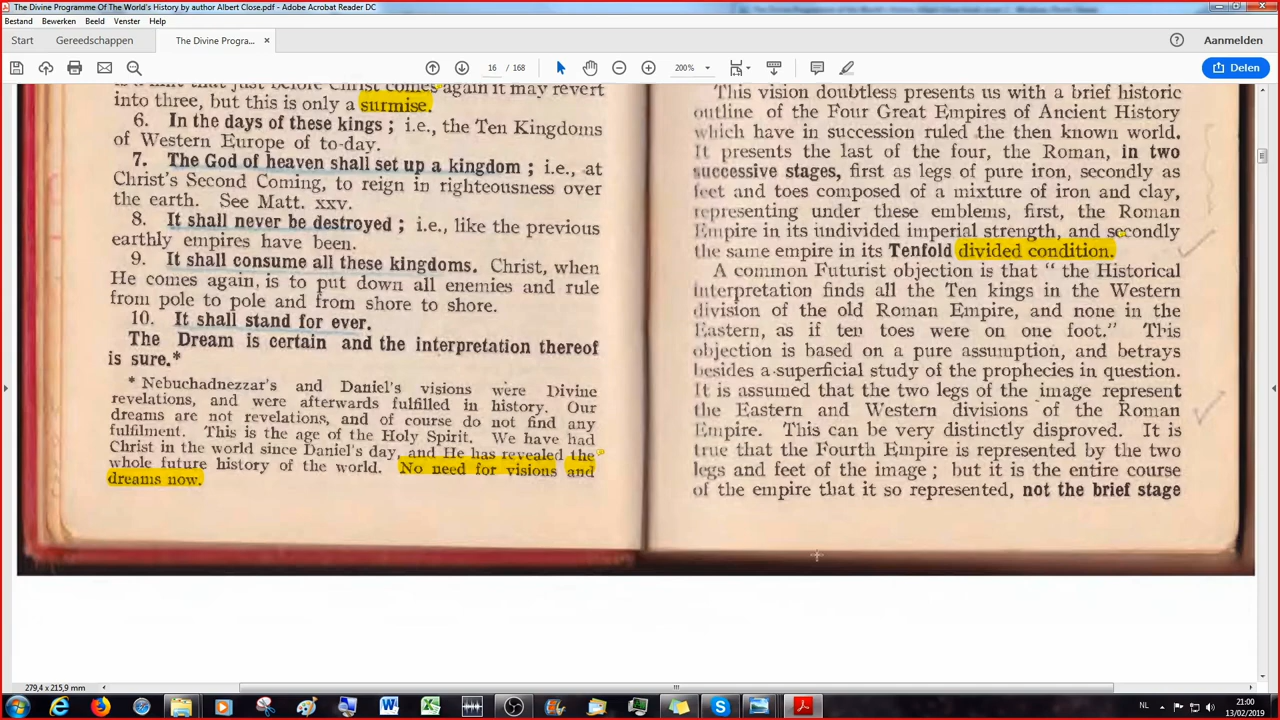 The Divine Programme Of The World's History by author Albert Close.pdf - Adobe Acrobat Reader DC
Bestand Bewerken Beeld Venster Help
Start Gereedschappen The Divine Progra... × Aanmelden
16 / 168 200% Delen
again it may revert
into three, but this is only a surmise.
6. In the days of these kings ; i.e., the Ten Kingdoms
of Western Europe of to-day.
7. The God of heaven shall set up a kingdom ; i.e., at
Christ's Second Coming, to reign in righteousness over
the earth. See Matt. xxv.
8. It shall never be destroyed ; i.e., like the previous
earthly empires have been.
9. It shall consume all these kingdoms. Christ, when
He comes again, is to put down all enemies and rule
from pole to pole and from shore to shore.
10. It shall stand for ever.
The Dream is certain and the interpretation thereof
is sure.*
* Nebuchadnezzar's and Daniel's visions were Divine
revelations, and were afterwards fulfilled in history. Our
dreams are not revelations, and of course do not find any
fulfilment. This is the age of the Holy Spirit. We have had
Christ in the world since Daniel's day, and He has revealed the
whole future history of the world. No need for visions and
dreams now.
This vision doubtless presents us with a brief historic
outline of the Four Great Empires of Ancient History
which have in succession ruled the then known world.
It presents the last of the four, the Roman, in two
successive stages, first as legs of pure iron, secondly as
feet and toes composed of a mixture of iron and clay,
representing under these emblems, first, the Roman
Empire in its undivided imperial strength, and secondly
the same empire in its Tenfold divided condition.
A common Futurist objection is that " the Historical
interpretation finds all the Ten kings in the Western
division of the old Roman Empire, and none in the
Eastern, as if ten toes were on one foot." This
objection is based on a pure assumption, and betrays
besides a superficial study of the prophecies in question.
It is assumed that the two legs of the image represent
the Eastern and Western divisions of the Roman
Empire. This can be very distinctly disproved. It is
true that the Fourth Empire is represented by the two
legs and feet of the image ; but it is the entire course
of the empire that it so represented, not the brief stage
279,4 x 215,9 mm
NL 21:00
13/02/2019